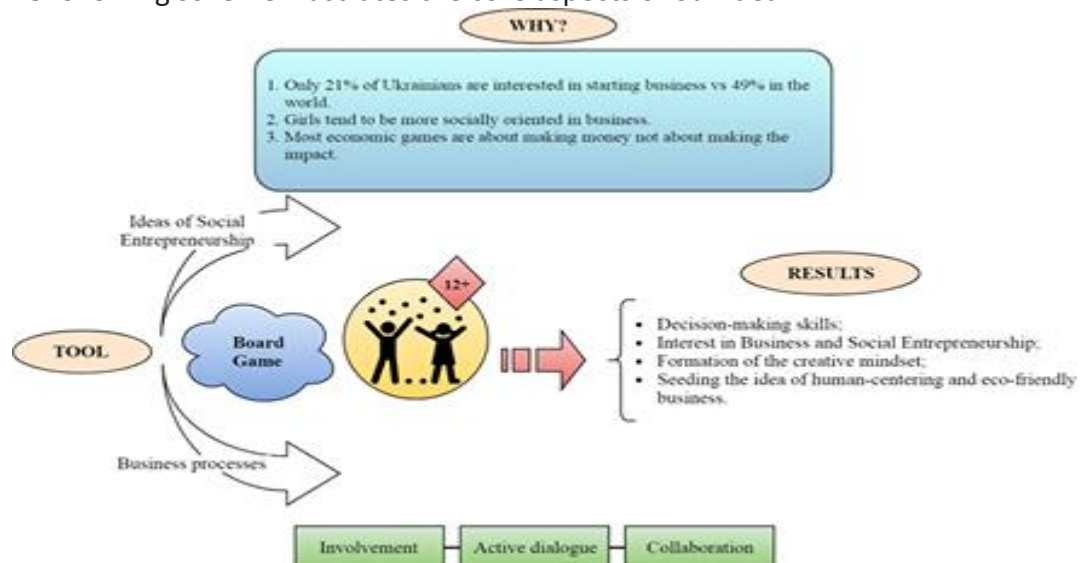 WHY?
1. Only 21% of Ukrainians are interested in starting business vs 49% in the
world.
2. Girls tend to be more socially oriented in business.
3. Most economic games are about making money not about making the
impact.
Ideas of Social
Entrepreneurship
12+
RESULTS
TOOL
Board
Game
• Decision-making skills;
• Interest in Business and Social Entrepreneurship;
• Formation of the creative mindset;
• Seeding the idea of human-centering and eco-friendly
business.
Business processes
Involvement
Active dialogue
Collaboration